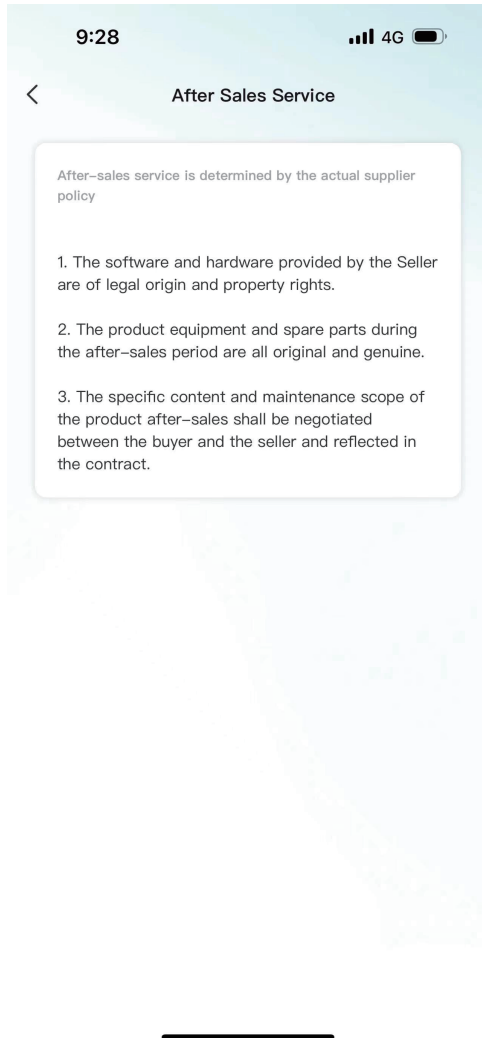 9:28
4G
After Sales Service
After-sales service is determined by the actual supplier
policy
1. The software and hardware provided by the Seller
are of legal origin and property rights.
2. The product equipment and spare parts during
the after-sales period are all original and genuine.
3. The specific content and maintenance scope of
the product after-sales shall be negotiated
between the buyer and the seller and reflected in
the contract.